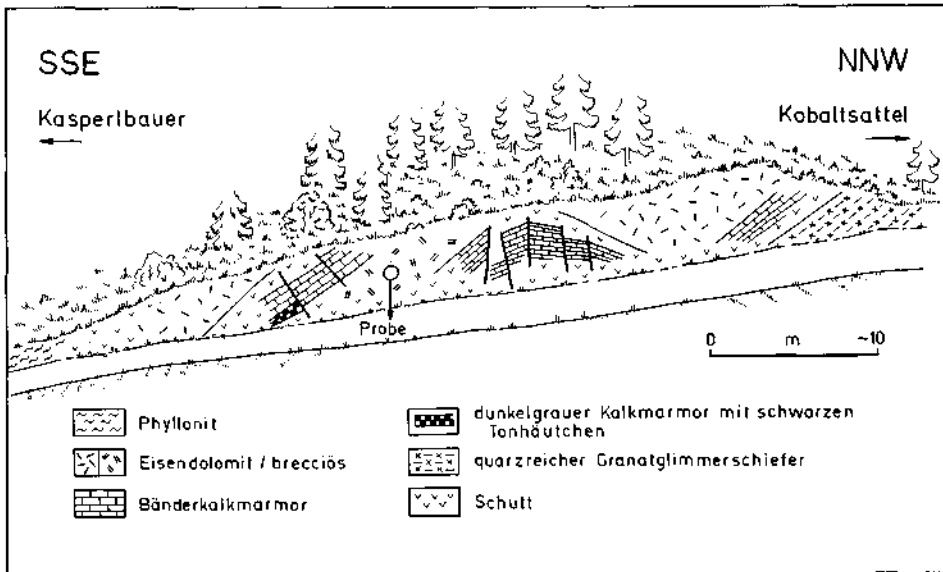 SSE
NNW
Kasperlbauer
Kobaltsattel
Probe
0 m ~10
Phyllonit
Eisendolomit / brecciös
Bänderkalkmarmor
dunkelgrauer Kalkmarmor mit schwarzen
Tonhäutchen
quarzreicher Granatglimmerschiefer
Schutt